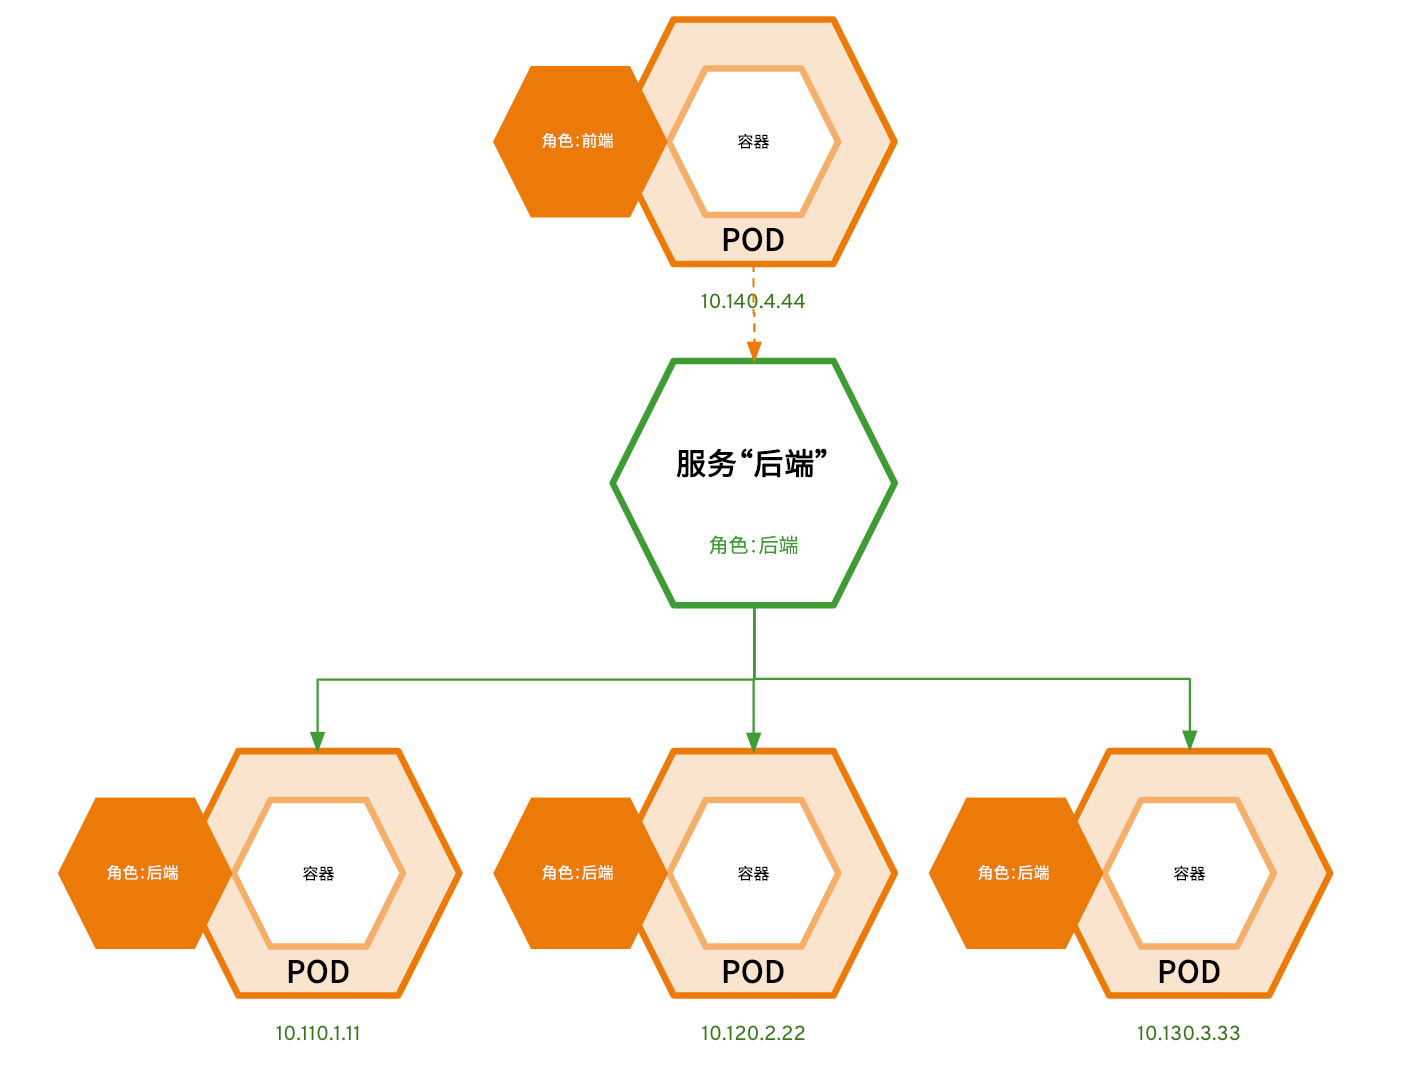 角色:前端
容器
POD
10.140.4.44
服务“后端”
角色:后端
角色:后端
容器
POD
10.110.1.11
角色:后端
容器
POD
10.120.2.22
角色:后端
容器
POD
10.130.3.33